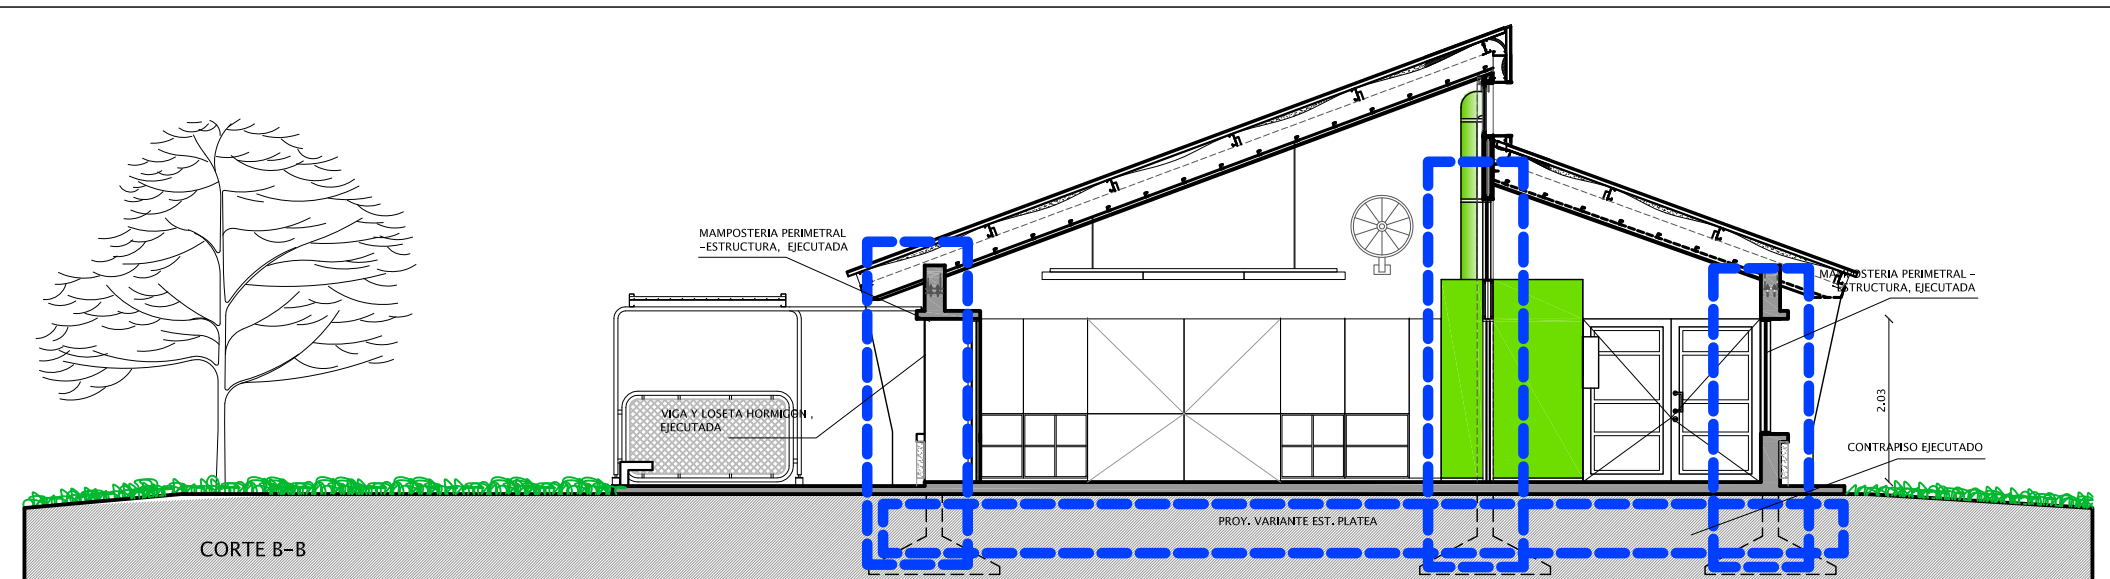 MAMPOSTERIA PERIMETRAL
-ESTRUCTURA, EJECUTADA
MAMPOSTERIA PERIMETRAL -
ESTRUCTURA, EJECUTADA
VIGA Y LOSETA HORMIGON ,
EJECUTADA
2.03
CONTRAPISO EJECUTADO
PROY. VARIANTE EST. PLATEA
CORTE B-B